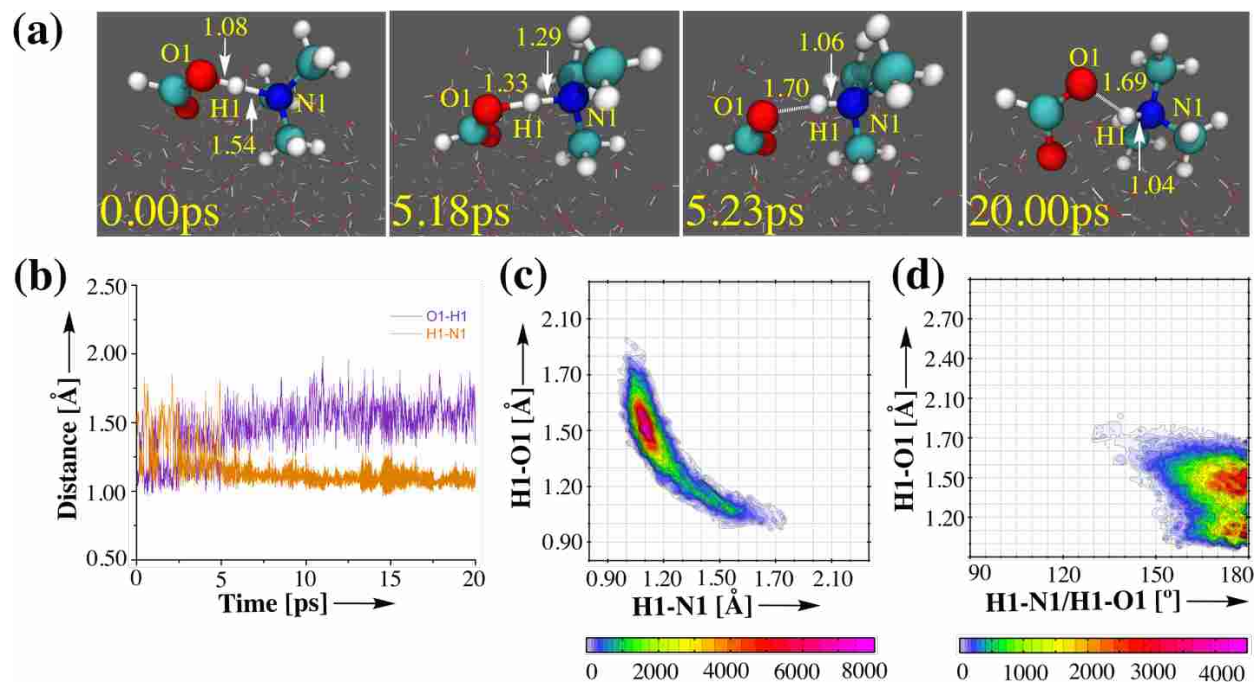 (a)
1.08
O1
H1
N1
1.54
0.00ps
1.29
1.33
O1
H1
N1
5.18ps
1.06
1.70
O1
H1
N1
5.23ps
O1
1.69
N1
H1
1.04
20.00ps
(b)
2.50
2.00
1.50
1.00
0.50
Distance [Å]
O1-H1
H1-N1
0 5 10 15 20
Time [ps]
(c)
2.10
1.70
1.50
1.20
0.90
H1-O1 [Å]
0.90 1.20 1.50 1.70 2.10
H1-N1 [Å]
0 2000 4000 6000 8000
(d)
2.70
2.40
2.10
1.70
1.50
1.20
H1-O1 [Å]
90 120 150 180
H1-N1/H1-O1 [º]
0 1000 2000 3000 4000